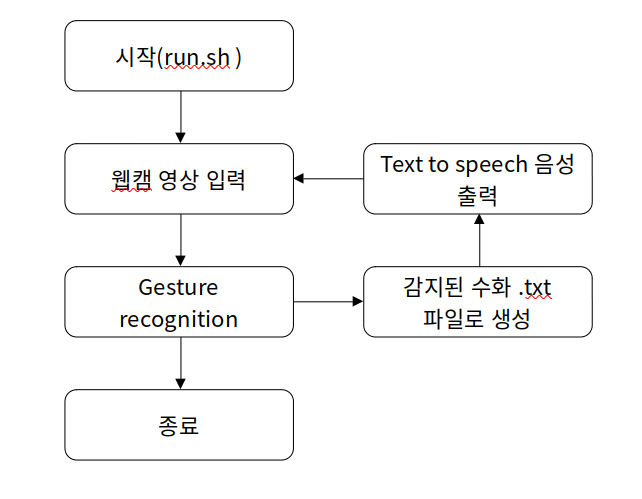 시작(run.sh )
웹캠 영상 입력
Text to speech 음성
출력
Gesture
recognition
감지된 수화 .txt
파일로 생성
종료